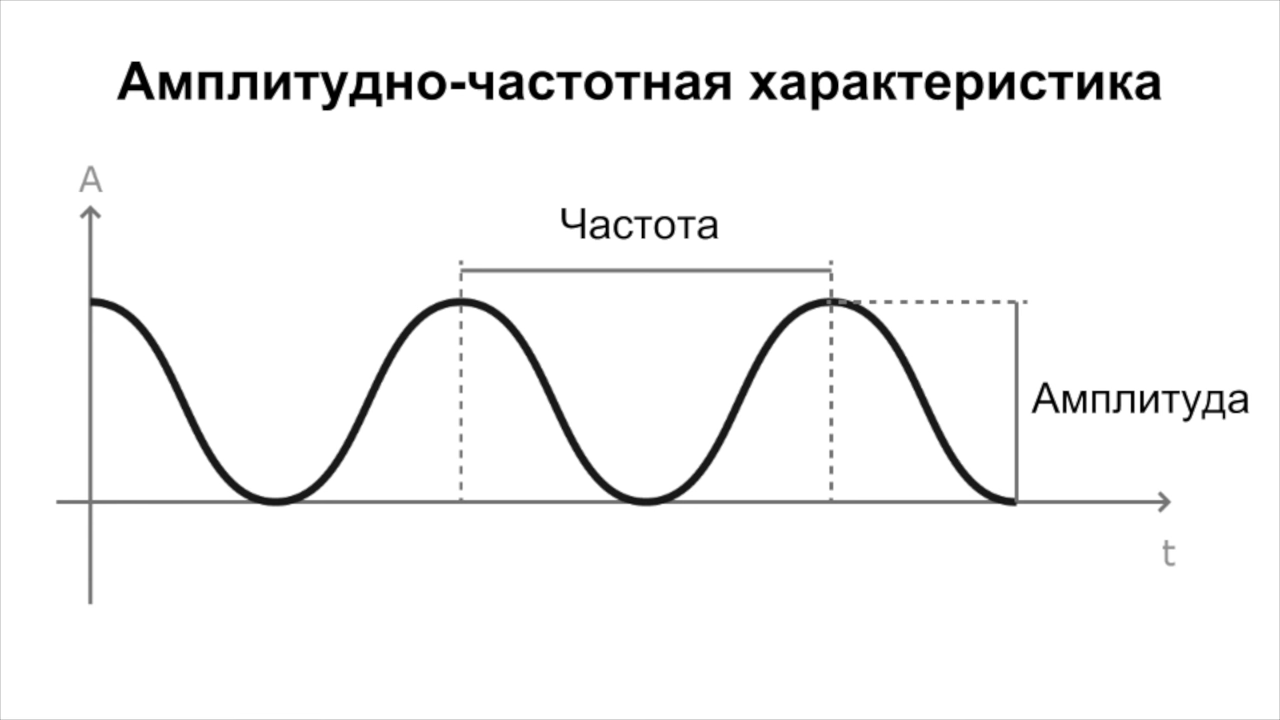 Амплитудно-частотная характеристика
A
Частота
Амплитуда
t